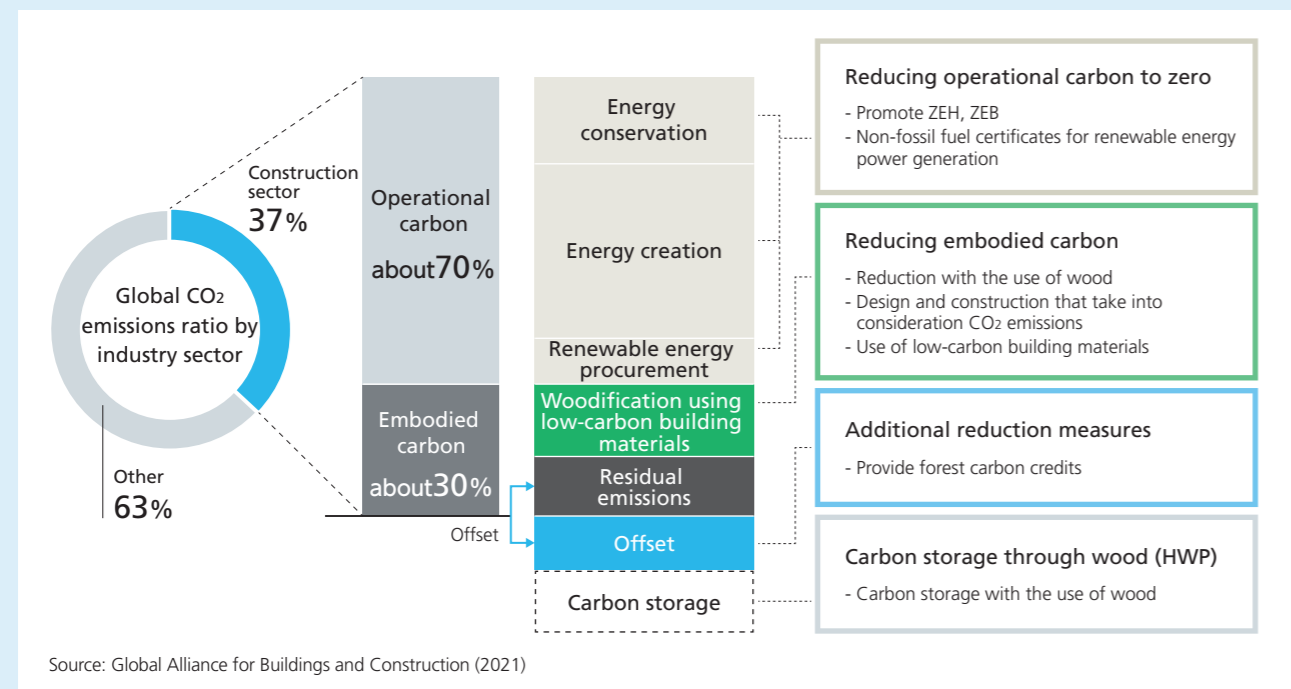 Global CO2
emissions ratio by
industry sector
Construction
sector
37%
Other
63%
Operational
carbon
about70%
Embodied
carbon
about30%
Offset
Energy
conservation
Energy creation
Renewable energy
procurement
Woodification using
low-carbon building
materials
Residual
emissions
Offset
Carbon storage
Reducing operational carbon to zero
- Promote ZEH, ZEB
- Non-fossil fuel certificates for renewable energy
power generation
Reducing embodied carbon
- Reduction with the use of wood
- Design and construction that take into
consideration CO2 emissions
- Use of low-carbon building materials
Additional reduction measures
- Provide forest carbon credits
Carbon storage through wood (HWP)
- Carbon storage with the use of wood
Source: Global Alliance for Buildings and Construction (2021)